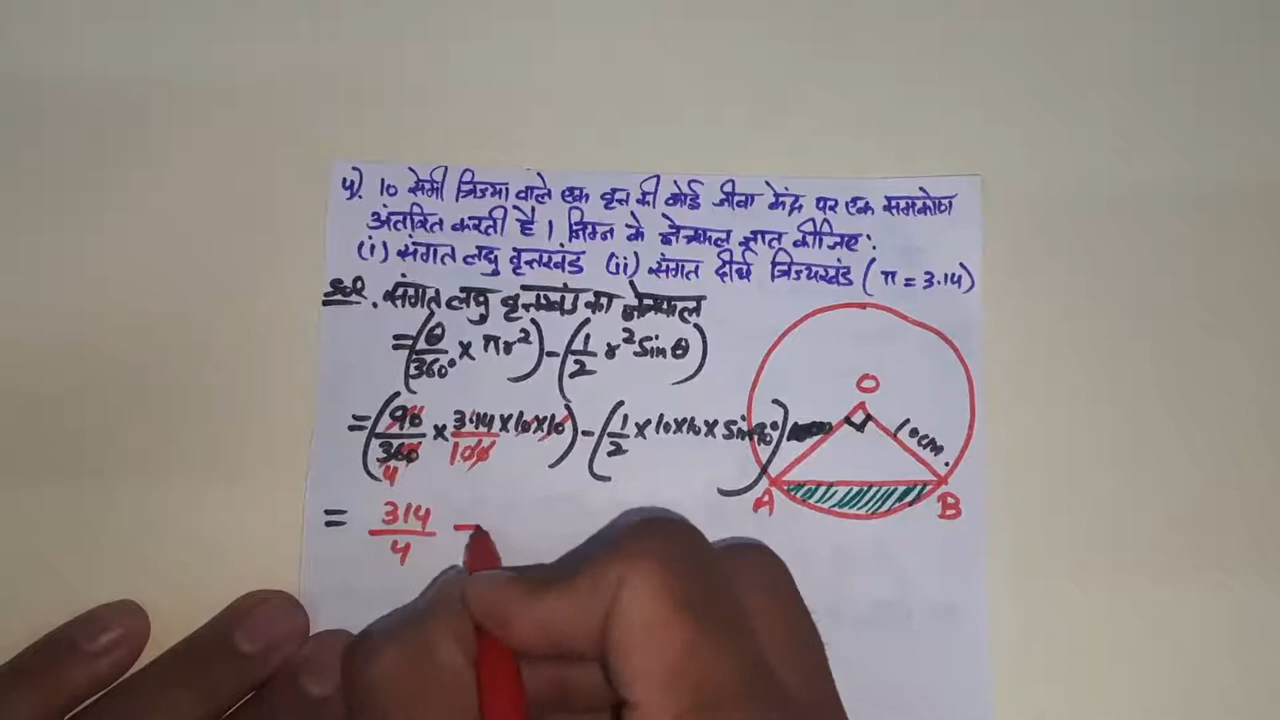 4). 10 सेमी त्रिज्या वाले एक वृत्त की कोई जीवा केंद्र पर एक समकोण
अंतरित करती है। निम्न के क्षेत्रफल ज्ञात कीजिए:
(i) संगत लघु वृत्तखंड (ii) संगत दीर्घ त्रिज्यखंड (π = 3.14)
Sol. संगत लघु वृत्तखंड का क्षेत्रफल
= (θ/360° × πr²) - (1/2 r² Sin θ)
= (90/360 × 314/100 × 10 × 10) - (1/2 × 10 × 10 × Sin 90°)
4
= 314/4 -
O
10cm.
A B